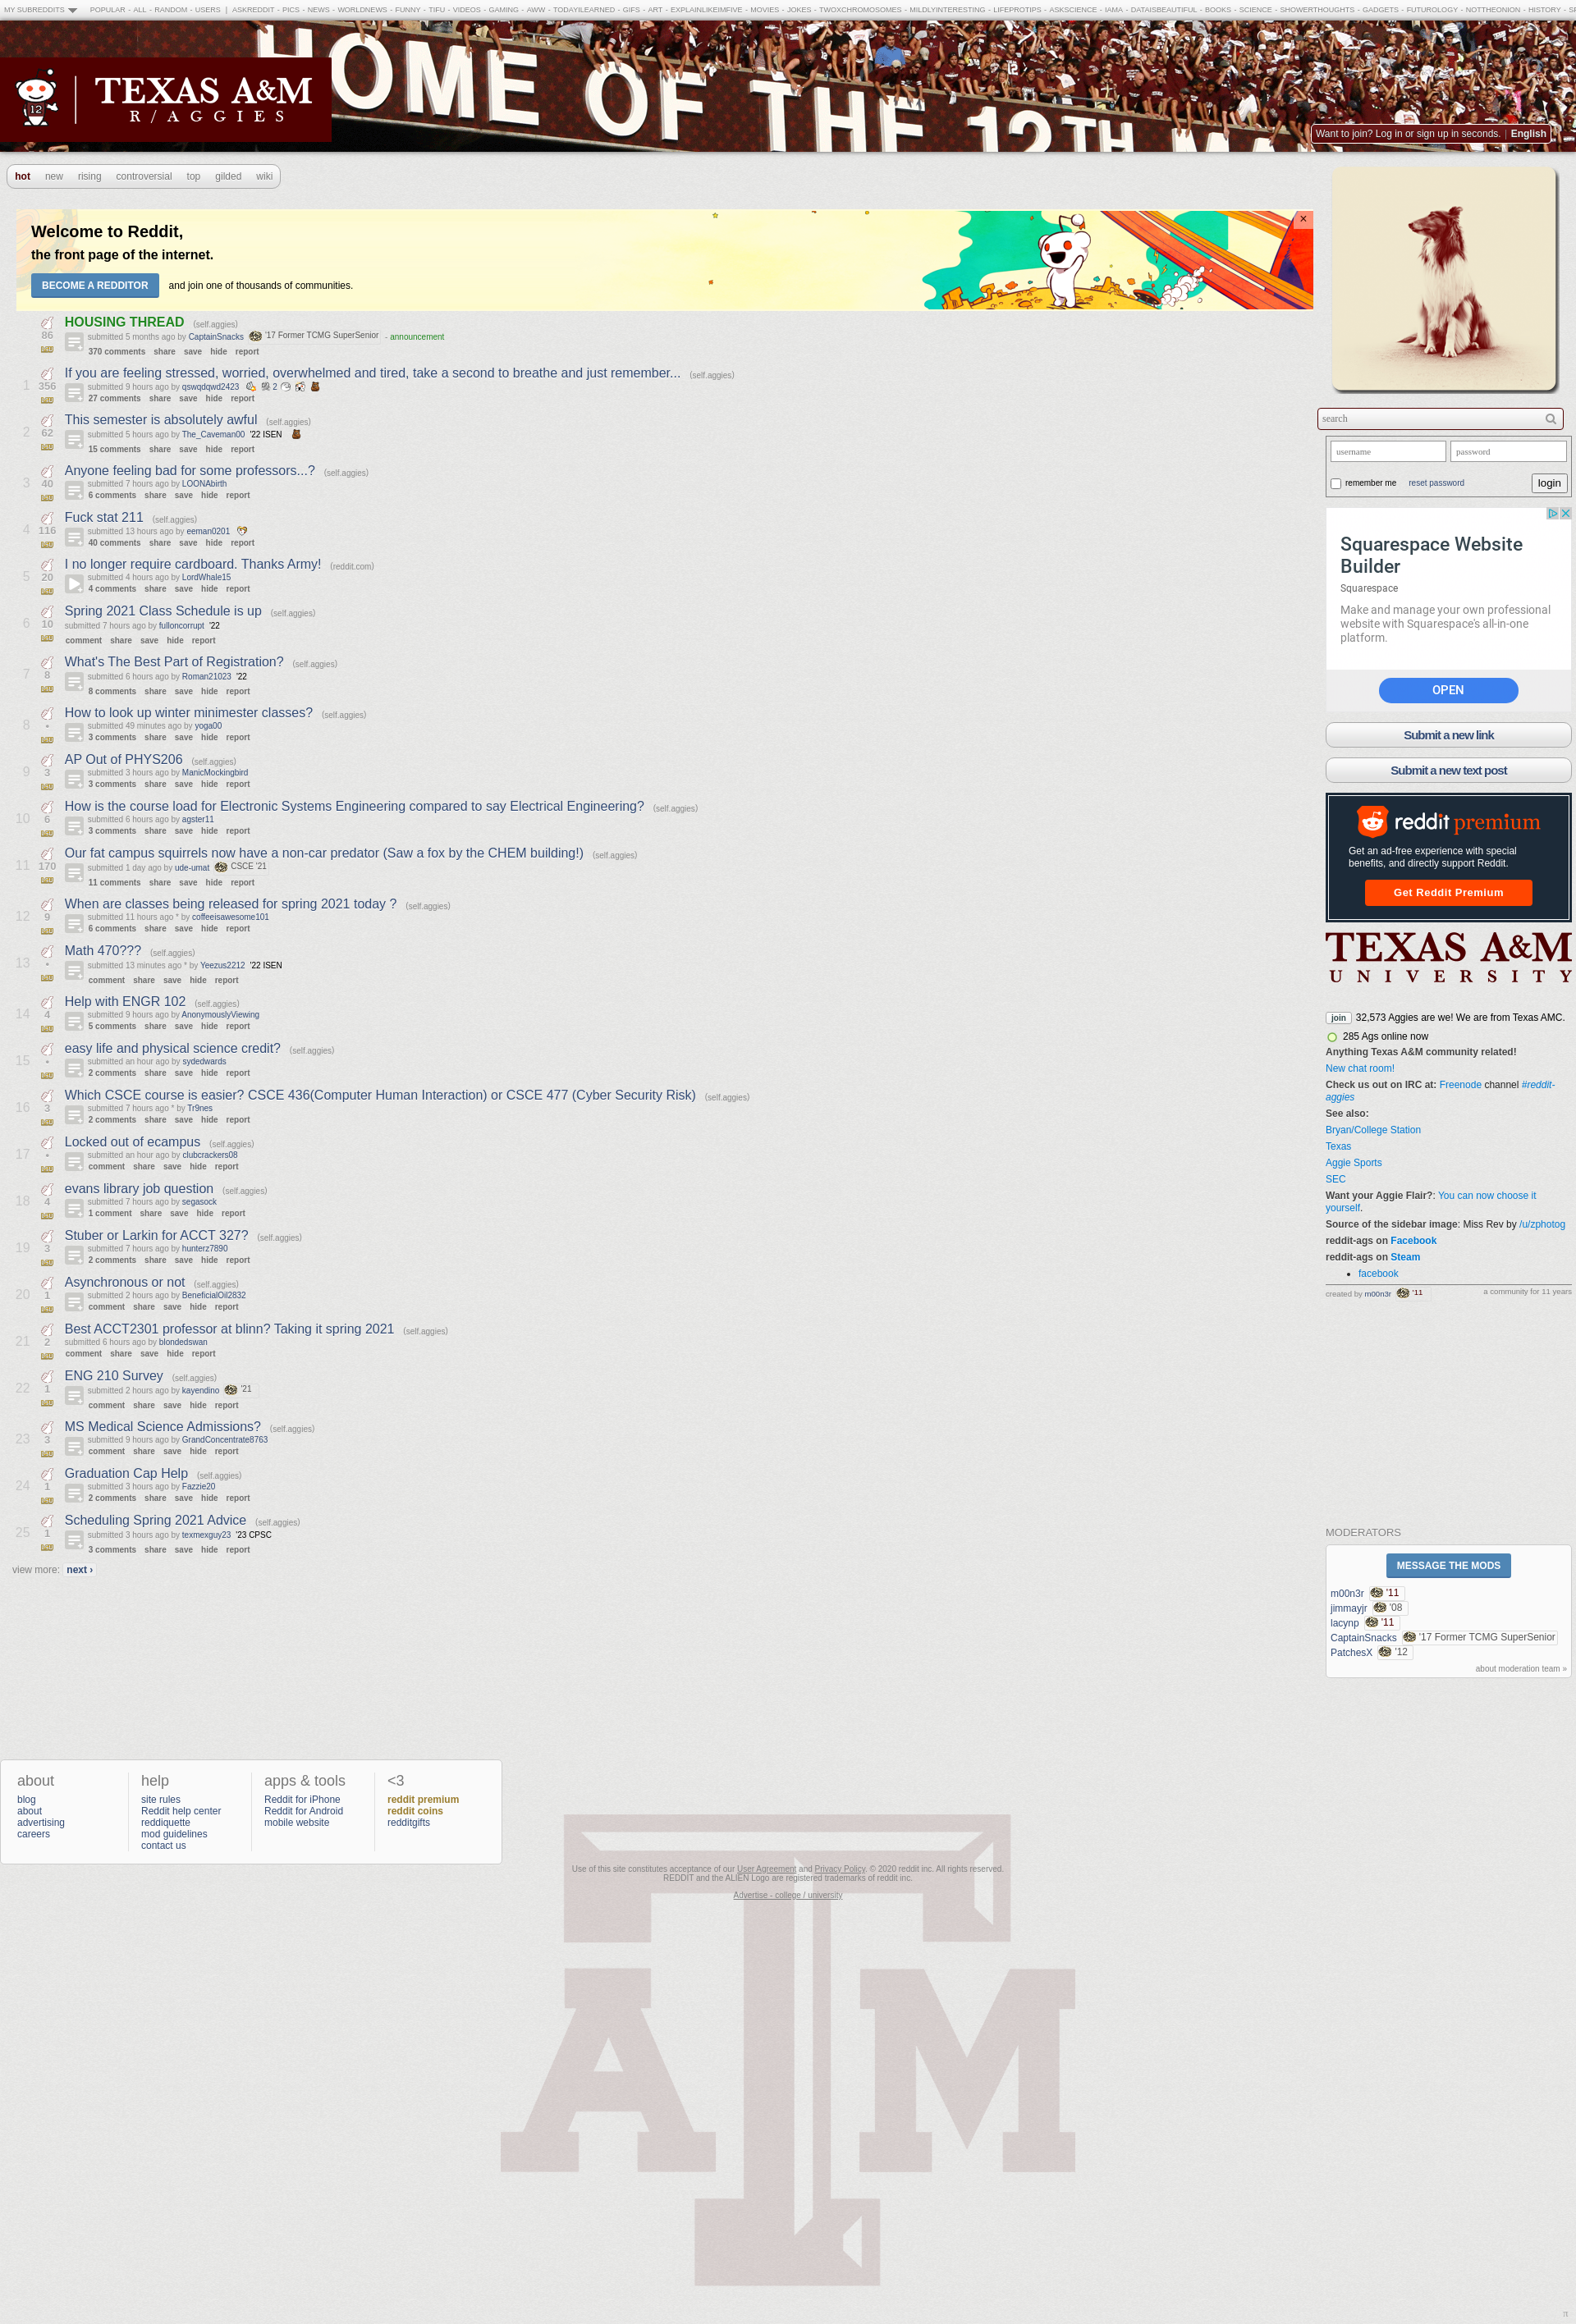 MY SUBREDDITS POPULAR - ALL - RANDOM - USERS | ASKREDDIT - PICS - NEWS - WORLDNEWS - FUNNY - TIFU - VIDEOS - GAMING - AWW - TODAYILEARNED - GIFS - ART - EXPLAINLIKEIMFIVE - MOVIES - JOKES - TWOXCHROMOSOMES - MILDLYINTERESTING - LIFEPROTIPS - ASKSCIENCE - IAMA - DATAISBEAUTIFUL - BOOKS - SCIENCE - SHOWERTHOUGHTS - GADGETS - FUTUROLOGY - NOTTHEONION - HISTORY - SP
HOME OF THE 12TH MA
12
TEXAS A&M
R/AGGIES
Want to join? Log in or sign up in seconds. | English
hot new rising controversial top gilded wiki
Welcome to Reddit,
the front page of the internet.
BECOME A REDDITOR and join one of thousands of communities.
HOUSING THREAD (self.aggies)
86
submitted 5 months ago by CaptainSnacks '17 Former TCMG SuperSenior - announcement
370 comments share save hide report
If you are feeling stressed, worried, overwhelmed and tired, take a second to breathe and just remember... (self.aggies)
1 356 submitted 9 hours ago by qswqdqwd2423 2
27 comments share save hide report
This semester is absolutely awful (self.aggies)
2 62 submitted 5 hours ago by The_Caveman00 '22 ISEN
15 comments share save hide report
Anyone feeling bad for some professors...? (self.aggies)
3 40 submitted 7 hours ago by LOONAbirth
6 comments share save hide report
Fuck stat 211 (self.aggies)
4 116 submitted 13 hours ago by eeman0201
40 comments share save hide report
I no longer require cardboard. Thanks Army! (reddit.com)
5 20 submitted 4 hours ago by LordWhale15
4 comments share save hide report
Spring 2021 Class Schedule is up (self.aggies)
6 10 submitted 7 hours ago by fulloncorrupt '22
comment share save hide report
What's The Best Part of Registration? (self.aggies)
7 8 submitted 6 hours ago by Roman21023 '22
8 comments share save hide report
How to look up winter minimester classes? (self.aggies)
8 • submitted 49 minutes ago by yoga00
3 comments share save hide report
AP Out of PHYS206 (self.aggies)
9 3 submitted 3 hours ago by ManicMockingbird
3 comments share save hide report
How is the course load for Electronic Systems Engineering compared to say Electrical Engineering? (self.aggies)
10 6 submitted 6 hours ago by agster11
3 comments share save hide report
Our fat campus squirrels now have a non-car predator (Saw a fox by the CHEM building!) (self.aggies)
11 170 submitted 1 day ago by ude-umat CSCE '21
11 comments share save hide report
When are classes being released for spring 2021 today ? (self.aggies)
12 9 submitted 11 hours ago * by coffeeisawesome101
6 comments share save hide report
Math 470??? (self.aggies)
13 • submitted 13 minutes ago * by Yeezus2212 '22 ISEN
comment share save hide report
Help with ENGR 102 (self.aggies)
14 4 submitted 9 hours ago by AnonymouslyViewing
5 comments share save hide report
easy life and physical science credit? (self.aggies)
15 • submitted an hour ago by sydedwards
2 comments share save hide report
Which CSCE course is easier? CSCE 436(Computer Human Interaction) or CSCE 477 (Cyber Security Risk) (self.aggies)
16 3 submitted 7 hours ago * by Tr9nes
2 comments share save hide report
Locked out of ecampus (self.aggies)
17 • submitted an hour ago by clubcrackers08
comment share save hide report
evans library job question (self.aggies)
18 4 submitted 7 hours ago by segasock
1 comment share save hide report
Stuber or Larkin for ACCT 327? (self.aggies)
19 3 submitted 7 hours ago by hunterz7890
2 comments share save hide report
Asynchronous or not (self.aggies)
20 1 submitted 2 hours ago by BeneficialOil2832
comment share save hide report
Best ACCT2301 professor at blinn? Taking it spring 2021 (self.aggies)
21 2 submitted 6 hours ago by blondedswan
comment share save hide report
ENG 210 Survey (self.aggies)
22 1 submitted 2 hours ago by kayendino '21
comment share save hide report
MS Medical Science Admissions? (self.aggies)
23 3 submitted 9 hours ago by GrandConcentrate8763
comment share save hide report
Graduation Cap Help (self.aggies)
24 1 submitted 3 hours ago by Fazzie20
2 comments share save hide report
Scheduling Spring 2021 Advice (self.aggies)
25 1 submitted 3 hours ago by texmexguy23 '23 CPSC
3 comments share save hide report
view more: next ›
search
username password
remember me reset password login
Squarespace Website
Builder
Squarespace
Make and manage your own professional
website with Squarespace's all-in-one
platform.
OPEN
Submit a new link
Submit a new text post
reddit premium
Get an ad-free experience with special
benefits, and directly support Reddit.
Get Reddit Premium
TEXAS A&M
UNIVERSITY
join 32,573 Aggies are we! We are from Texas AMC.
285 Ags online now
Anything Texas A&M community related!
New chat room!
Check us out on IRC at: Freenode channel #reddit-
aggies
See also:
Bryan/College Station
Texas
Aggie Sports
SEC
Want your Aggie Flair?: You can now choose it
yourself.
Source of the sidebar image: Miss Rev by /u/zphotog
reddit-ags on Facebook
reddit-ags on Steam
• facebook
created by m00n3r '11 a community for 11 years
MODERATORS
MESSAGE THE MODS
m00n3r '11
jimmayjr '08
lacynp '11
CaptainSnacks '17 Former TCMG SuperSenior
PatchesX '12
about moderation team »
about
blog
about
advertising
careers
help
site rules
Reddit help center
reddiquette
mod guidelines
contact us
apps & tools
Reddit for iPhone
Reddit for Android
mobile website
<3
reddit premium
reddit coins
redditgifts
Use of this site constitutes acceptance of our User Agreement and Privacy Policy. © 2020 reddit inc. All rights reserved.
REDDIT and the ALIEN Logo are registered trademarks of reddit inc.
Advertise - college / university
ATM
π